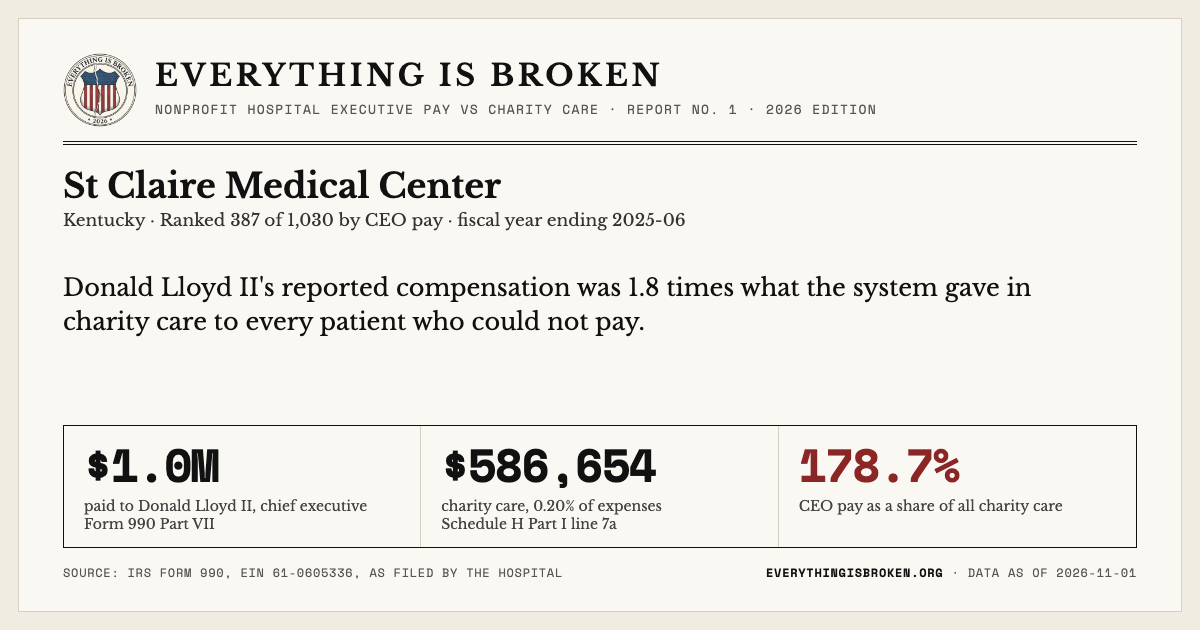 EVERYTHING IS BROKEN
2026
EVERYTHING IS BROKEN
NONPROFIT HOSPITAL EXECUTIVE PAY VS CHARITY CARE · REPORT NO. 1 · 2026 EDITION
St Claire Medical Center
Kentucky · Ranked 387 of 1,030 by CEO pay · fiscal year ending 2025-06
Donald Lloyd II's reported compensation was 1.8 times what the system gave in
charity care to every patient who could not pay.
$1.0M
paid to Donald Lloyd II, chief executive
Form 990 Part VII
$586,654
charity care, 0.20% of expenses
Schedule H Part I line 7a
178.7%
CEO pay as a share of all charity care
SOURCE: IRS FORM 990, EIN 61-0605336, AS FILED BY THE HOSPITAL
EVERYTHINGISBROKEN.ORG · DATA AS OF 2026-11-01